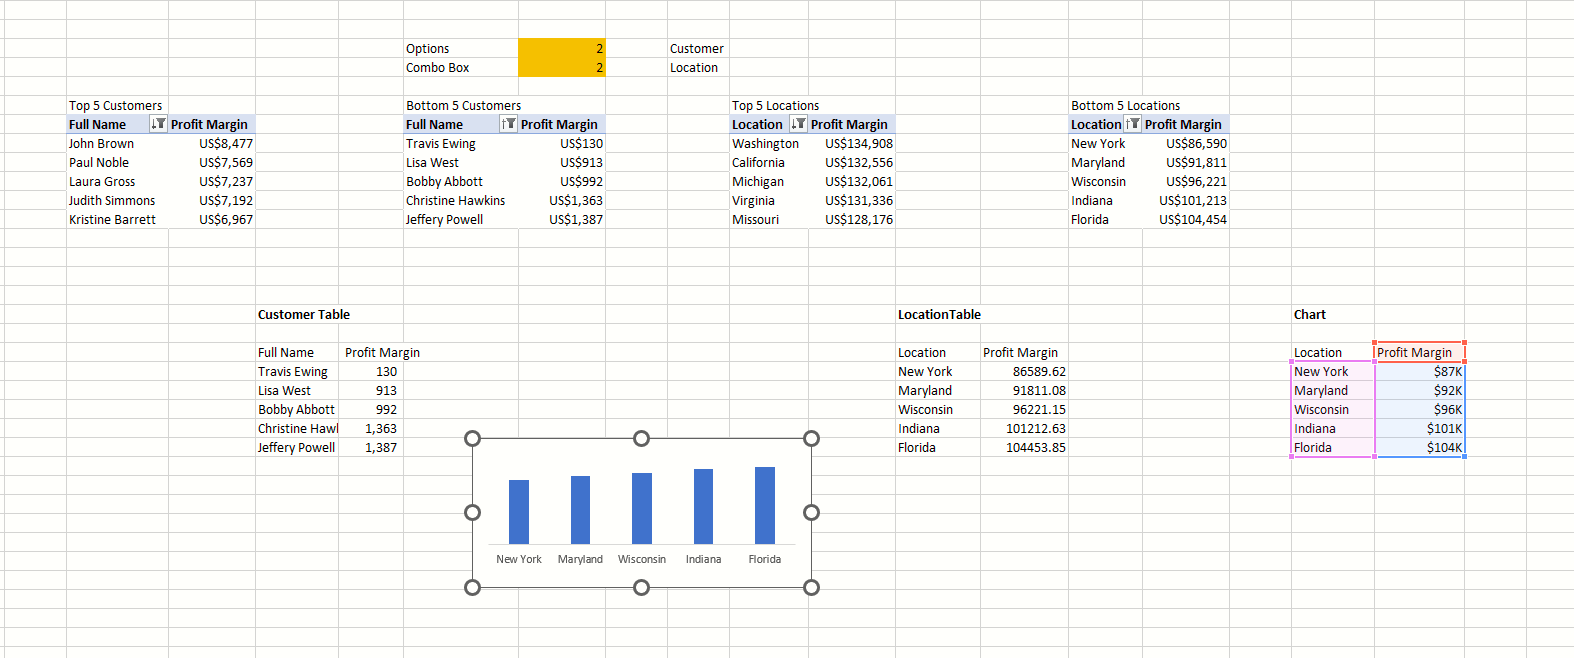 Options 2 Customer
Combo Box 2 Location
Top 5 Customers Bottom 5 Customers Top 5 Locations Bottom 5 Locations
Full Name Profit Margin Full Name Profit Margin Location Profit Margin Location Profit Margin
John Brown US$8,477 Travis Ewing US$130 Washington US$134,908 New York US$86,590
Paul Noble US$7,569 Lisa West US$913 California US$132,556 Maryland US$91,811
Laura Gross US$7,237 Bobby Abbott US$992 Michigan US$132,061 Wisconsin US$96,221
Judith Simmons US$7,192 Christine Hawkins US$1,363 Virginia US$131,336 Indiana US$101,213
Kristine Barrett US$6,967 Jeffery Powell US$1,387 Missouri US$128,176 Florida US$104,454
Customer Table LocationTable Chart
Full Name Profit Margin Location Profit Margin Location Profit Margin
Travis Ewing 130 New York 86589.62 New York $87K
Lisa West 913 Maryland 91811.08 Maryland $92K
Bobby Abbott 992 Wisconsin 96221.15 Wisconsin $96K
Christine Hawl 1,363 Indiana 101212.63 Indiana $101K
Jeffery Powell 1,387 Florida 104453.85 Florida $104K
New York Maryland Wisconsin Indiana Florida